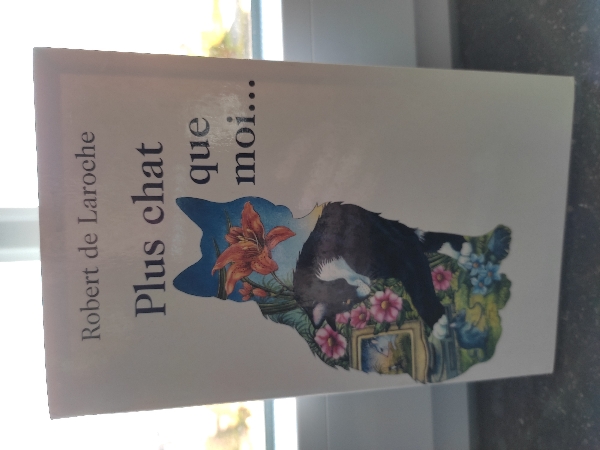 Robert de Laroche
Plus chat
que
moi...